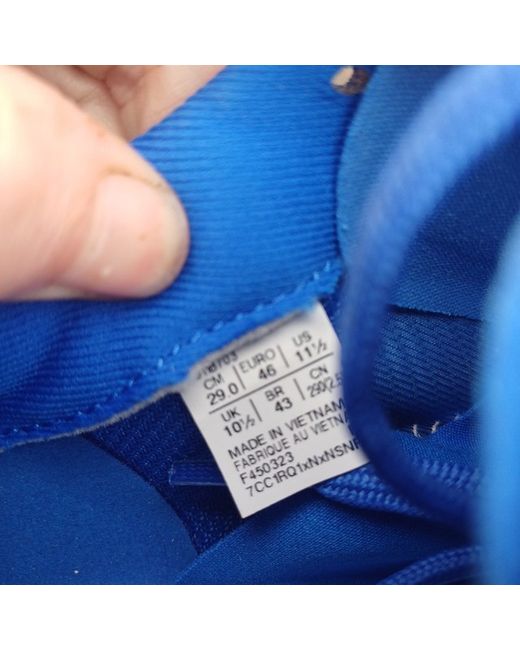 CM EURO US
29.0 46 11½
UK BR CN
10½ 43
MADE IN VIETNAM
FABRIQUE AU VIETNAM
F450323